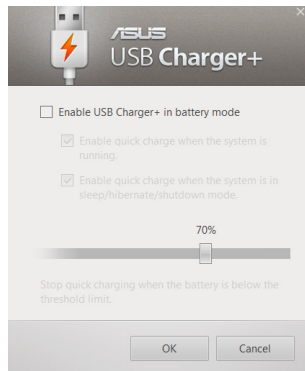 ASUS
USB Charger+
Enable USB Charger+ in battery mode
Enable quick charge when the system is
running.
Enable quick charge when the system is in
sleep/hibernate/shutdown mode.
70%
Stop quick charging when the battery is below the
threshold limit.
OK
Cancel